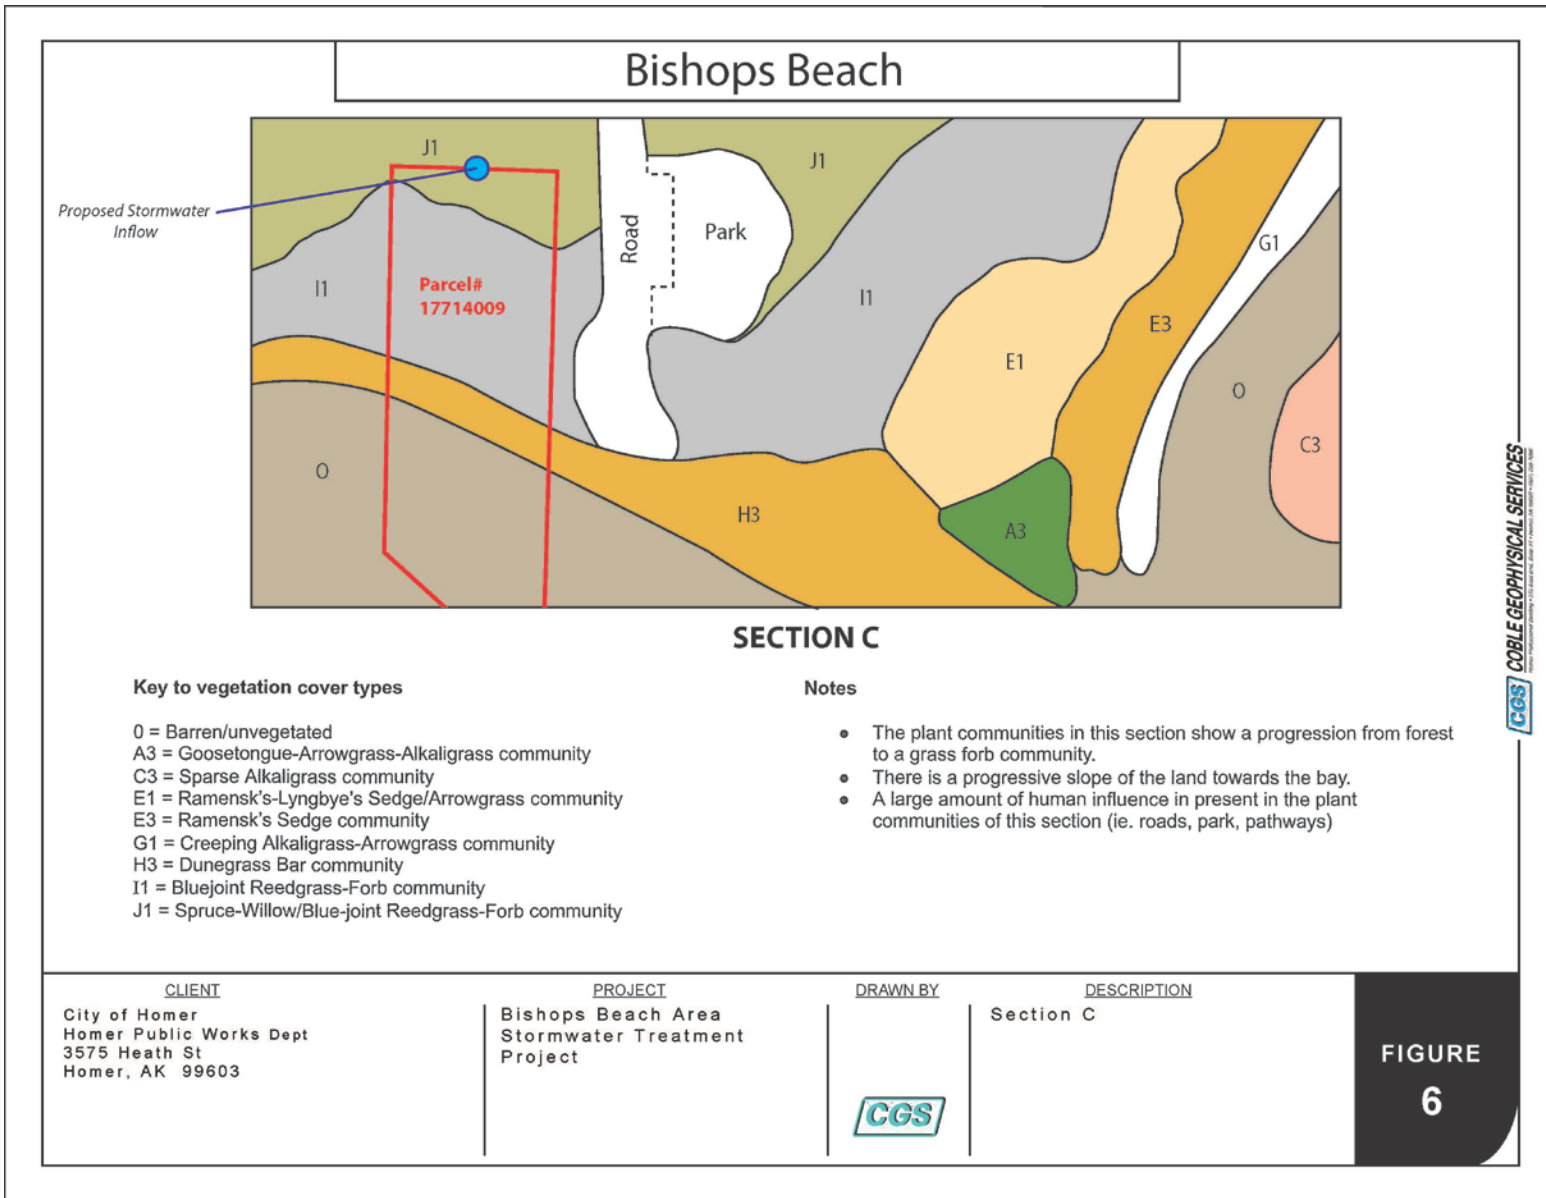 Bishops Beach
J1
J1
Proposed Stormwater
Inflow
Road
Park
G1
I1
Parcel#
17714009
I1
E3
E1
O
C3
O
H3
A3
SECTION C
Key to vegetation cover types
0 = Barren/unvegetated
A3 = Goosetongue-Arrowgrass-Alkaligrass community
C3 = Sparse Alkaligrass community
E1 = Ramensk's-Lyngbye's Sedge/Arrowgrass community
E3 = Ramensk's Sedge community
G1 = Creeping Alkaligrass-Arrowgrass community
H3 = Dunegrass Bar community
I1 = Bluejoint Reedgrass-Forb community
J1 = Spruce-Willow/Blue-joint Reedgrass-Forb community
Notes
• The plant communities in this section show a progression from forest
to a grass forb community.
• There is a progressive slope of the land towards the bay.
• A large amount of human influence in present in the plant
communities of this section (ie. roads, park, pathways)
CGS COBLE GEOPHYSICAL SERVICES
CLIENT
City of Homer
Homer Public Works Dept
3575 Heath St
Homer, AK 99603
PROJECT
Bishops Beach Area
Stormwater Treatment
Project
DRAWN BY
CGS
DESCRIPTION
Section C
FIGURE
6